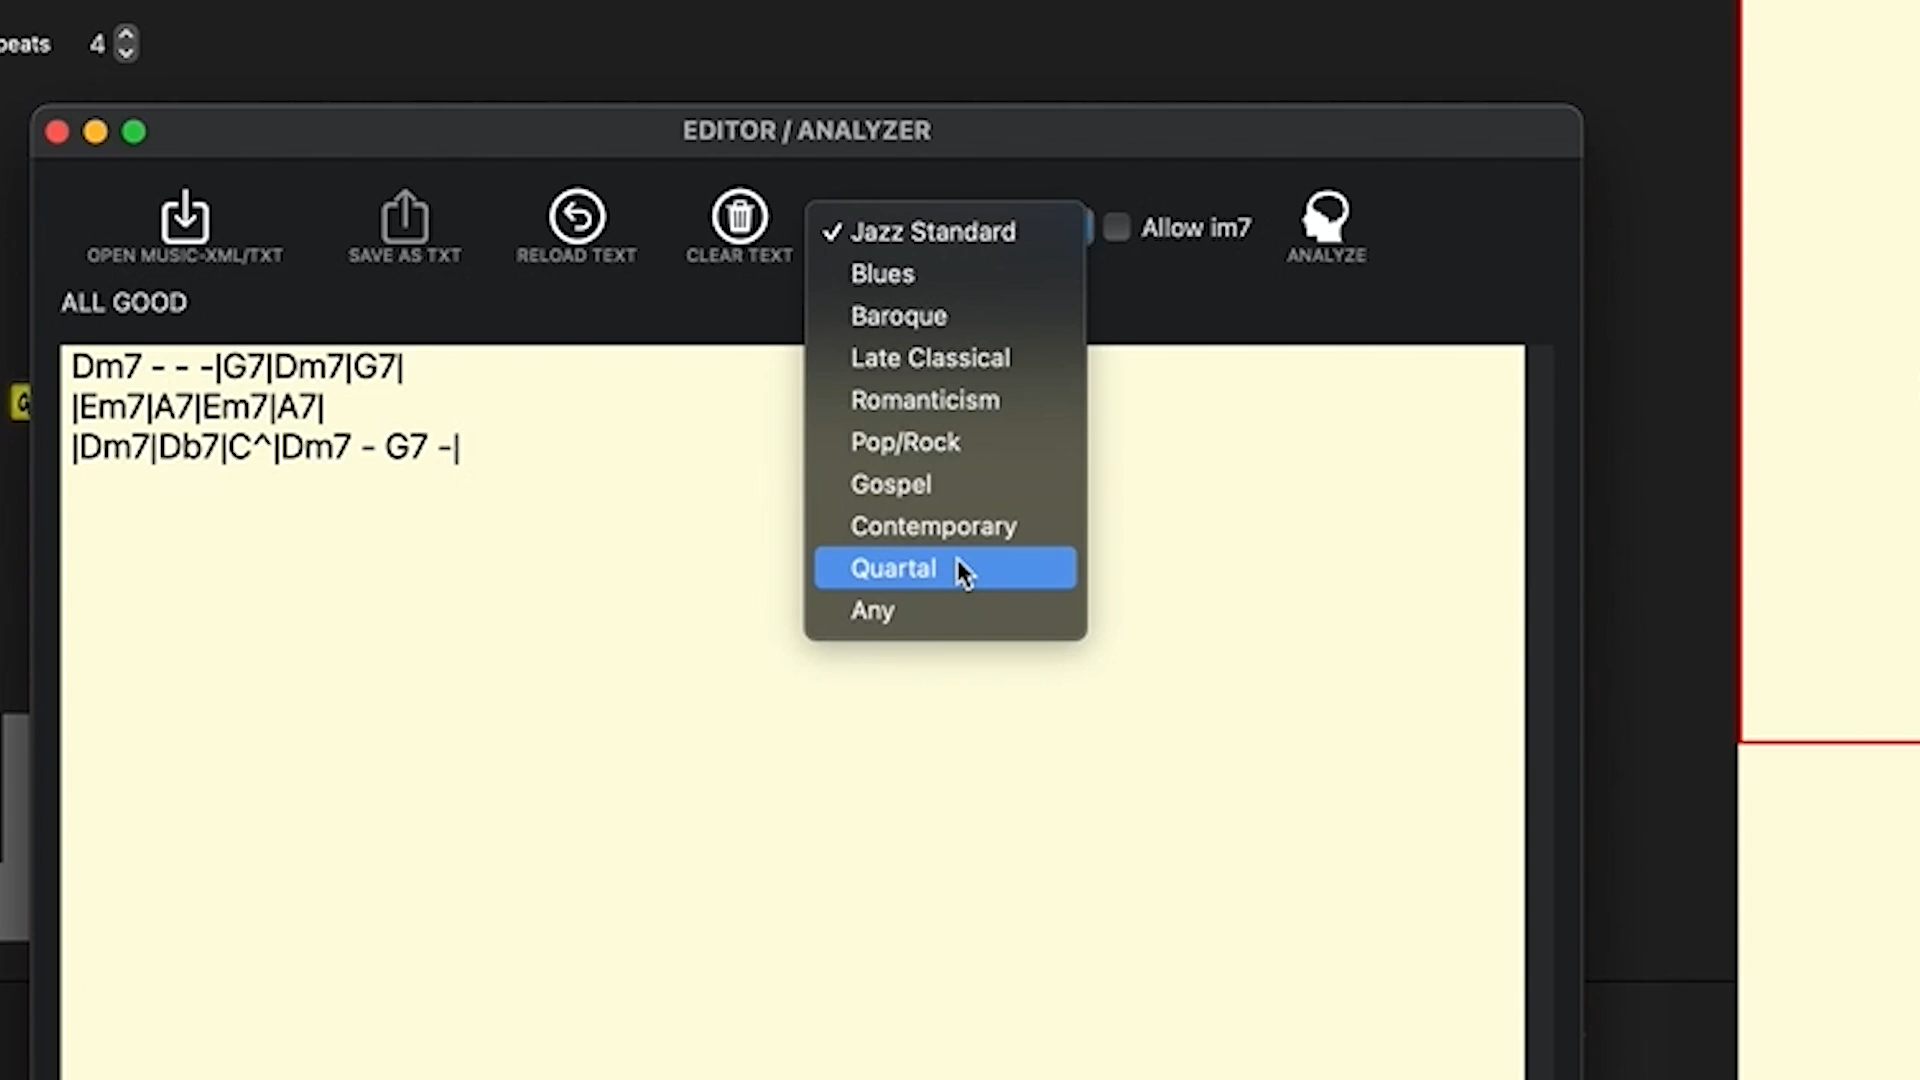 4
EDITOR / ANALYZER
OPEN MUSIC-XML/TXT
SAVE AS TXT
RELOAD TEXT
CLEAR TEXT
Allow im7
ANALYZE
ALL GOOD
Dm7 - - -|G7|Dm7|G7|
|Em7|A7|Em7|A7|
|Dm7|Db7|C^|Dm7 - G7 -|
✓ Jazz Standard
Blues
Baroque
Late Classical
Romanticism
Pop/Rock
Gospel
Contemporary
Quartal
Any